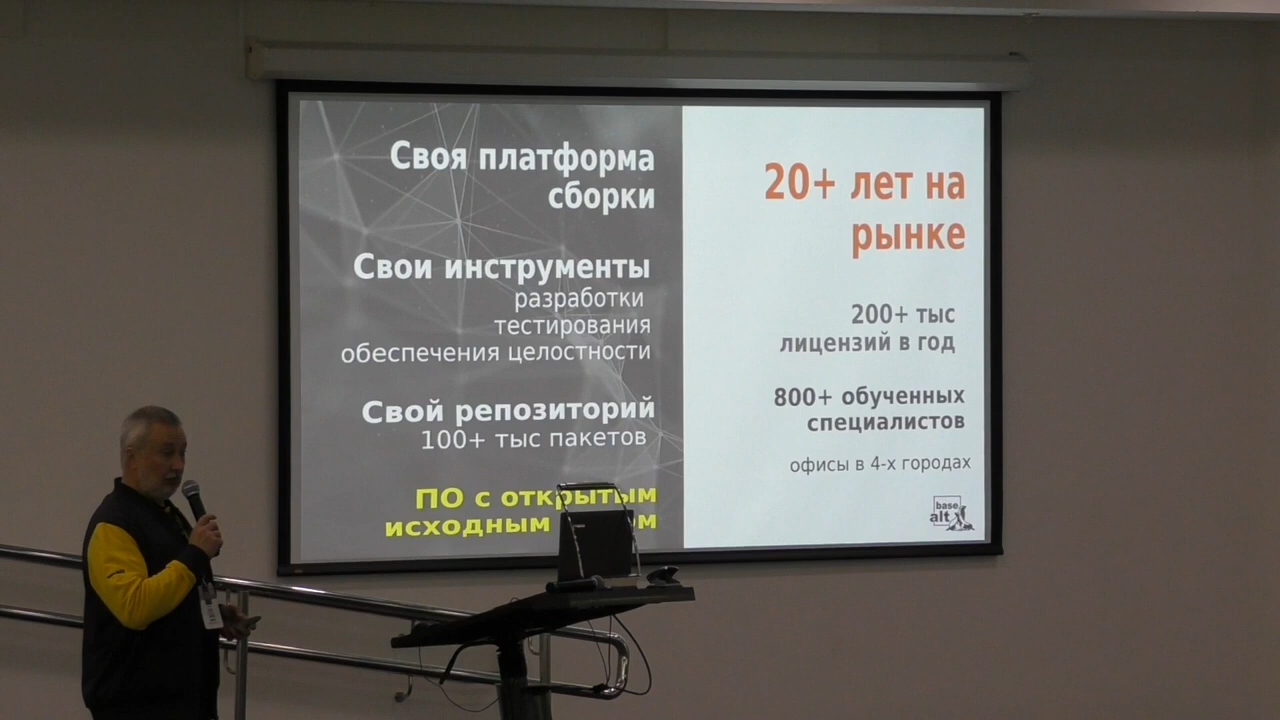 Своя платформа
сборки
Свои инструменты
разработки
тестирования
обеспечения целостности
Свой репозиторий
100+ тыс пакетов
ПО с открытым
исходным
20+ лет на
рынке
200+ тыс
лицензий в год
800+ обученных
специалистов
офисы в 4-х городах
base
alt